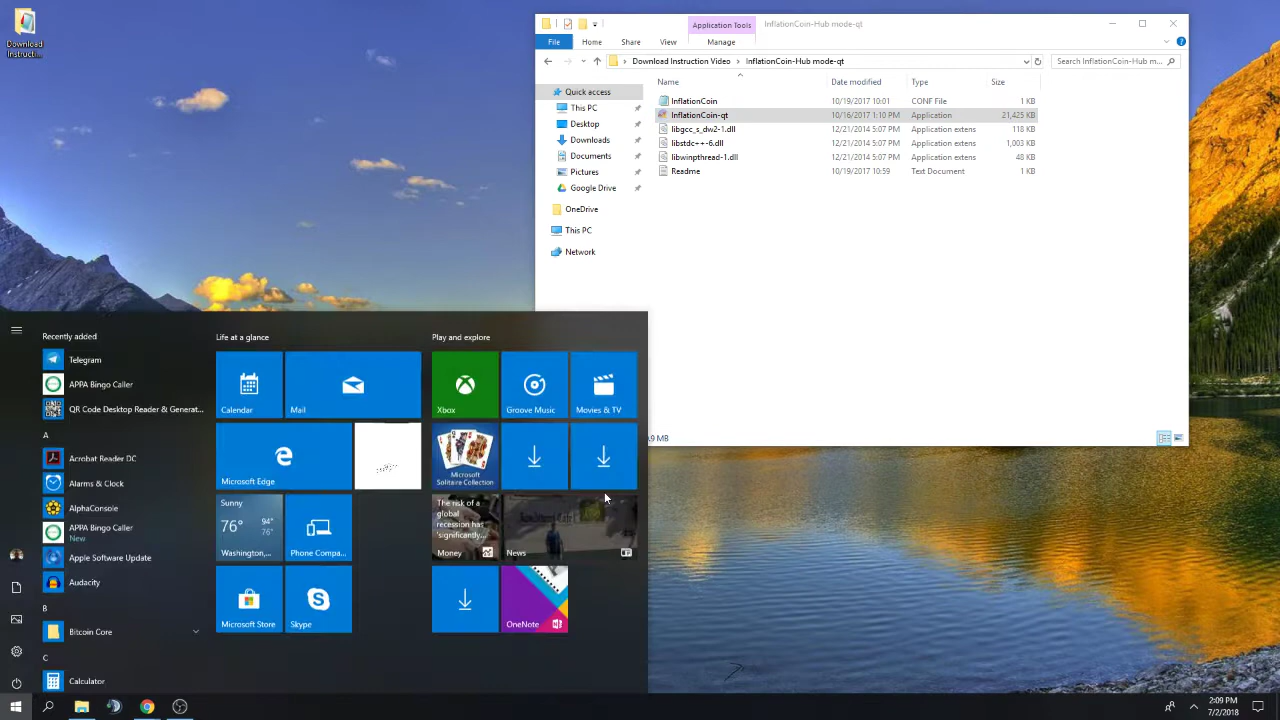 Download
Instructi...
Application Tools
InflationCoin-Hub mode-qt
File
Home
Share
View
Manage
Download Instruction Video
InflationCoin-Hub mode-qt
Search InflationCoin-Hub m...
Name
Date modified
Type
Size
Quick access
This PC
Desktop
Downloads
Documents
Pictures
Google Drive
OneDrive
This PC
Network
InflationCoin 10/19/2017 10:01 CONF File 1 KB
InflationCoin-qt 10/16/2017 1:10 PM Application 21,425 KB
libgcc_s_dw2-1.dll 12/21/2014 5:07 PM Application extens 118 KB
libstdc++-6.dll 12/21/2014 5:07 PM Application extens 1,003 KB
libwinpthread-1.dll 12/21/2014 5:07 PM Application extens 48 KB
Readme 10/19/2017 10:59 Text Document 1 KB
.9 MB
Recently added
Telegram
APPA Bingo Caller
QR Code Desktop Reader & Generat...
A
Acrobat Reader DC
Alarms & Clock
AlphaConsole
APPA Bingo Caller
New
Apple Software Update
Audacity
B
Bitcoin Core
C
Calculator
Life at a glance
Calendar
Mail
Microsoft Edge
Sunny
76° 94°
76°
Washington,...
Phone Compa...
Microsoft Store
Skype
Play and explore
Xbox
Groove Music
Movies & TV
Microsoft
Solitaire Collection
The risk of a
global
recession has
'significantly...
Money
News
OneNote
2:09 PM
7/2/2018